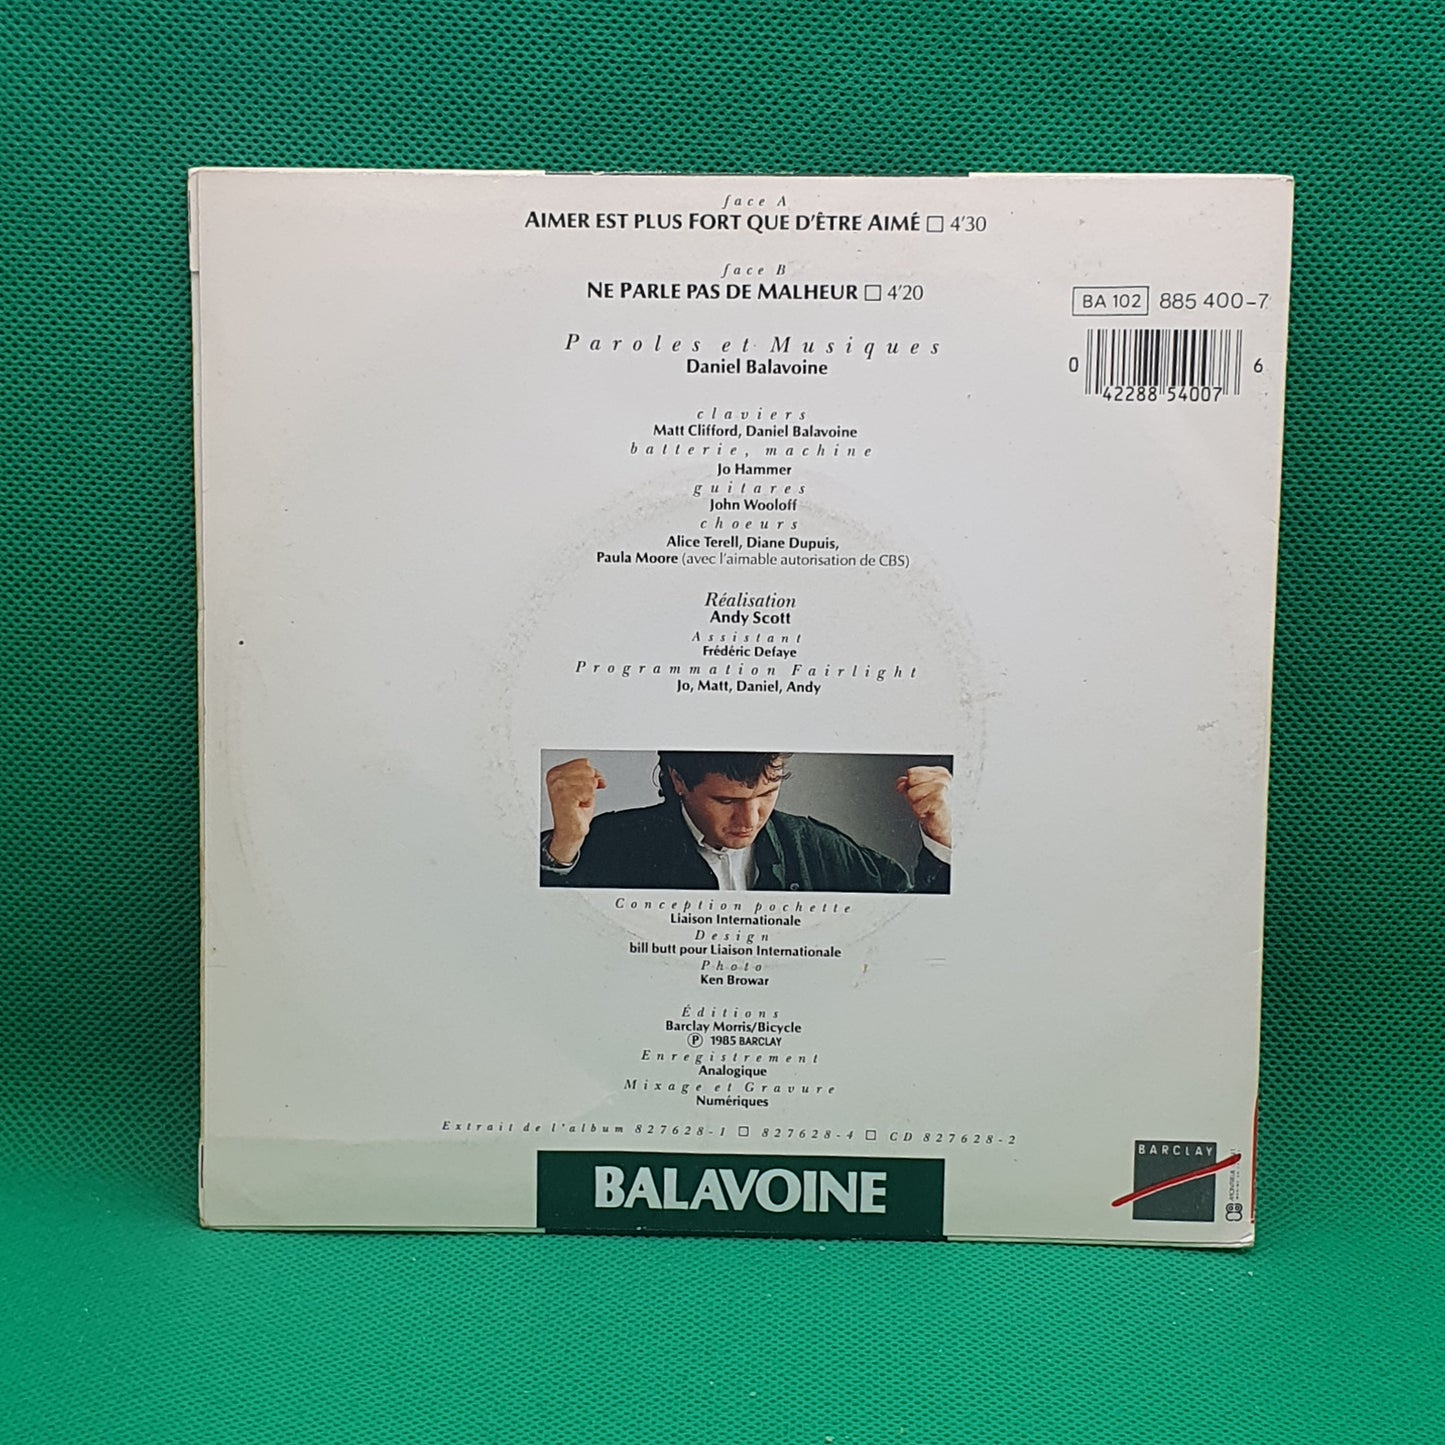 face A
AIMER EST PLUS FORT QUE D'ÊTRE AIMÉ □ 4'30
face B
NE PARLE PAS DE MALHEUR □ 4'20
BA 102 885 400-7
0 42288 54007 6
Paroles et Musiques
Daniel Balavoine
claviers
Matt Clifford, Daniel Balavoine
batterie, machine
Jo Hammer
guitares
John Wooloff
choeurs
Alice Terell, Diane Dupuis,
Paula Moore (avec l'aimable autorisation de CBS)
Réalisation
Andy Scott
Assistant
Frédéric Defaye
Programmation Fairlight
Jo, Matt, Daniel, Andy
Conception pochette
Liaison Internationale
Design
bill butt pour Liaison Internationale
Photo
Ken Browar
Éditions
Barclay Morris/Bicycle
Ⓟ 1985 BARCLAY
Enregistrement
Analogique
Mixage et Gravure
Numériques
Extrait de l'album 827628-1 □ 827628-4 □ CD 827628-2
BARCLAY
BALAVOINE